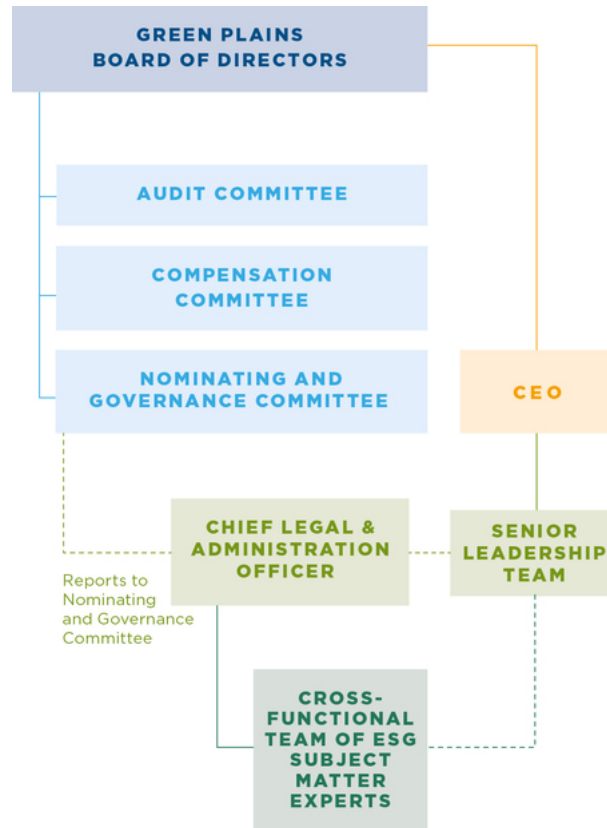 GREEN PLAINS
BOARD OF DIRECTORS
AUDIT COMMITTEE
COMPENSATION
COMMITTEE
NOMINATING AND
GOVERNANCE COMMITTEE
CEO
CHIEF LEGAL &
ADMINISTRATION
OFFICER
SENIOR
LEADERSHIP
TEAM
Reports to
Nominating
and Governance
Committee
CROSS-
FUNCTIONAL
TEAM OF ESG
SUBJECT
MATTER
EXPERTS